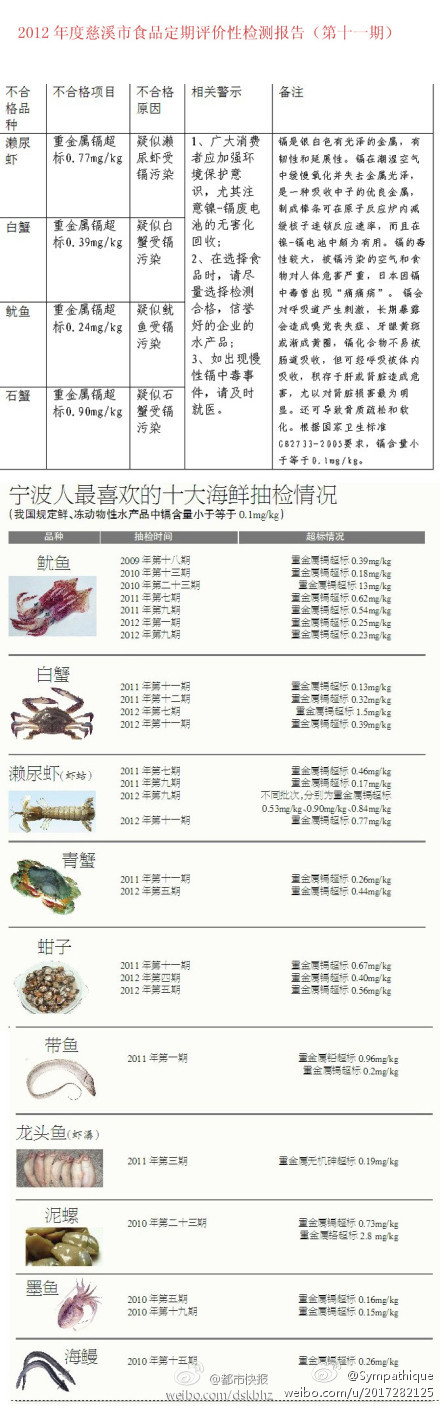 2012 年度慈溪市食品定期评价性检测报告（第十一期）
不合格品种
不合格项目
不合格原因
相关警示
备注
濑尿虾
重金属镉超标0.77mg/kg
疑似濑尿虾受镉污染
白蟹
重金属镉超标0.39mg/kg
疑似白蟹受镉污染
鱿鱼
重金属镉超标0.24mg/kg
疑似鱿鱼受镉污染
石蟹
重金属镉超标0.90mg/kg
疑似石蟹受镉污染
1、广大消费
者应加强环
境保护意
识，尤其注
意镍-镉废电
池的无害化
回收；
2、在选择食
品时，请尽
量选择检测
合格，信誉
好的企业的
水产品；
3、如出现慢
性镉中毒事
件，请及时
就医。
镉是银白色有光泽的金属，有
韧性和延展性。镉在潮湿空气
中缓慢氧化并失去金属光泽，
是一种吸收中子的优良金属，
制成棒条可在原子反应炉内减
缓核子连锁反应速率，而且在
镍-镉电池中颇为有用。镉的毒
性较大，被镉污染的空气和食
物对人体危害严重，日本因镉
中毒曾出现“痛痛病”。镉会
对呼吸道产生刺激，长期暴露
会造成嗅觉丧失症、牙龈黄斑
或渐成黄圈，镉化合物不易被
肠道吸收，但可经呼吸被体内
吸收，积存于肝或肾脏造成危
害，尤以对肾脏损害最为明
显。还可导致骨质疏松和软
化。根据国家卫生标准
GB2733-2005要求，镉含量小
于等于0.1mg/kg。
宁波人最喜欢的十大海鲜抽检情况
（我国规定鲜、冻动物性水产品中镉含量小于等于 0.1mg/kg）
品种 抽检时间 超标情况
鱿鱼
2009 年第十八期 重金属镉超标 0.39mg/kg
2010 年第十三期 重金属镉超标 0.18mg/kg
2010 年第二十三期 重金属镉超标 13mg/kg
2011 年第七期 重金属镉超标 0.62mg/kg
2011 年第九期 重金属镉超标 0.54mg/kg
2012 年第一期 重金属镉超标 0.25mg/kg
2012 年第九期 重金属镉超标 0.23mg/kg
白蟹
2011 年第十一期 重金属镉超标 0.13mg/kg
2011 年第十二期 重金属镉超标 0.32mg/kg
2012 年第七期 重金属镉超标 1.5mg/kg
2012 年第十一期 重金属镉超标 0.39mg/kg
濑尿虾(虾蛄)
2011 年第七期 重金属镉超标 0.46mg/kg
2011 年第九期 重金属镉超标 0.17mg/kg
2012 年第九期 不同批次，分别为重金属镉超标
0.53mg/kg、0.90mg/kg、0.84mg/kg
2012 年第十一期 重金属镉超标 0.77mg/kg
青蟹
2011 年第十一期 重金属镉超标 0.26mg/kg
2012 年第五期 重金属镉超标 0.44mg/kg
蚶子
2011 年第十一期 重金属镉超标 0.67mg/kg
2012 年第四期 重金属镉超标 0.40mg/kg
2012 年第五期 重金属镉超标 0.56mg/kg
带鱼
2011 年第一期 重金属铅超标 0.96mg/kg
重金属镉超标 0.2mg/kg
龙头鱼(虾潺)
2011 年第三期 重金属无机砷超标 0.19mg/kg
泥螺
2010 年第二十三期 重金属镉超标 0.73mg/kg
重金属铬超标 2.8 mg/kg
墨鱼
2010 年第五期 重金属镉超标 0.16mg/kg
2010 年第十九期 重金属镉超标 0.15mg/kg
海鳗
2010 年第十五期 重金属镉超标 0.26mg/kg
@都市快报
weibo.com/dskbhz
@Sympathique
weibo.com/u/2017282125